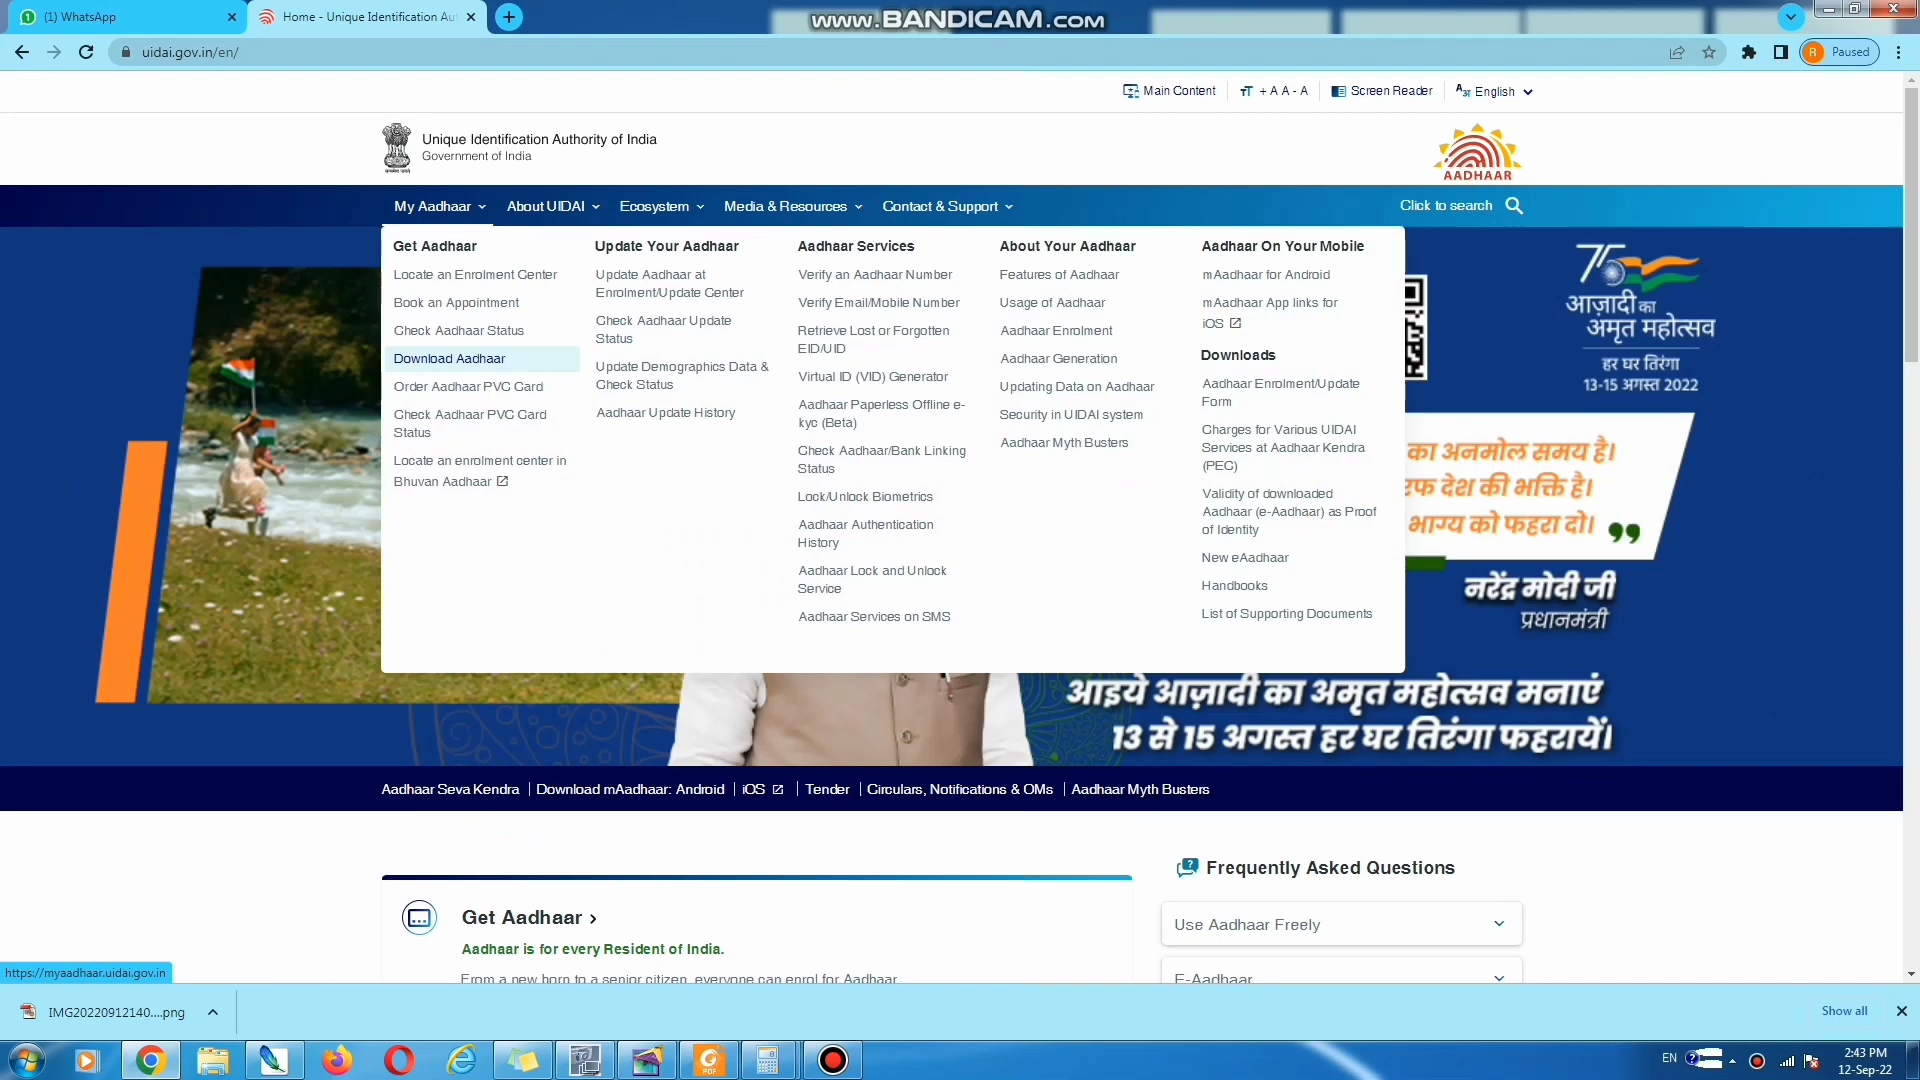 (1) WhatsApp
Home - Unique Identification Aut
www.BANDICAM.com
uidai.gov.in/en/
R Paused
Main Content
+ A A - A
Screen Reader
English
Unique Identification Authority of India
Government of India
AADHAAR
My Aadhaar
About UIDAI
Ecosystem
Media & Resources
Contact & Support
Click to search
Get Aadhaar
Locate an Enrolment Center
Book an Appointment
Check Aadhaar Status
Download Aadhaar
Order Aadhaar PVC Card
Check Aadhaar PVC Card
Status
Locate an enrolment center in
Bhuvan Aadhaar
Update Your Aadhaar
Update Aadhaar at
Enrolment/Update Center
Check Aadhaar Update
Status
Update Demographics Data &
Check Status
Aadhaar Update History
Aadhaar Services
Verify an Aadhaar Number
Verify Email/Mobile Number
Retrieve Lost or Forgotten
EID/UID
Virtual ID (VID) Generator
Aadhaar Paperless Offline e-
kyc (Beta)
Check Aadhaar/Bank Linking
Status
Lock/Unlock Biometrics
Aadhaar Authentication
History
Aadhaar Lock and Unlock
Service
Aadhaar Services on SMS
About Your Aadhaar
Features of Aadhaar
Usage of Aadhaar
Aadhaar Enrolment
Aadhaar Generation
Updating Data on Aadhaar
Security in UIDAI system
Aadhaar Myth Busters
Aadhaar On Your Mobile
mAadhaar for Android
mAadhaar App links for
iOS
Downloads
Aadhaar Enrolment/Update
Form
Charges for Various UIDAI
Services at Aadhaar Kendra
(PEC)
Validity of downloaded
Aadhaar (e-Aadhaar) as Proof
of Identity
New eAadhaar
Handbooks
List of Supporting Documents
75
आज़ादी का
अमृत महोत्सव
हर घर तिरंगा
13-15 अगस्त 2022
का अनमोल समय है।
देश की भक्ति है।
भाग्य को फहरा दो।
नरेंद्र मोदी जी
प्रधानमंत्री
आइये आज़ादी का अमृत महोत्सव मनाएं
13 से 15 अगस्त हर घर तिरंगा फहरायें।
Aadhaar Seva Kendra
Download mAadhaar: Android
iOS
Tender
Circulars, Notifications & OMs
Aadhaar Myth Busters
Get Aadhaar
Aadhaar is for every Resident of India.
From a new born to a senior citizen, everyone can enrol for Aadhaar
Frequently Asked Questions
Use Aadhaar Freely
E-Aadhaar
https://myaadhaar.uidai.gov.in
IMG20220912140....png
Show all
EN
2:43 PM
12-Sep-22